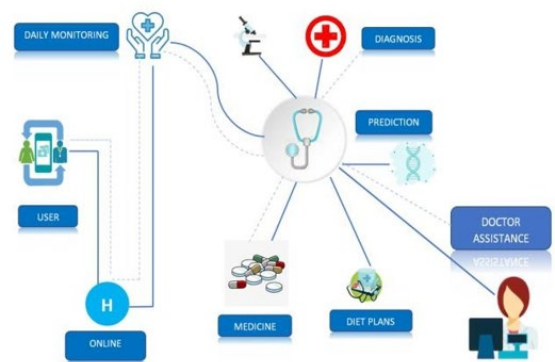 DAILY MONITORING
DIAGNOSIS
PREDICTION
USER
DOCTOR
ASSISTANCE
H
ONLINE
MEDICINE
DIET PLANS